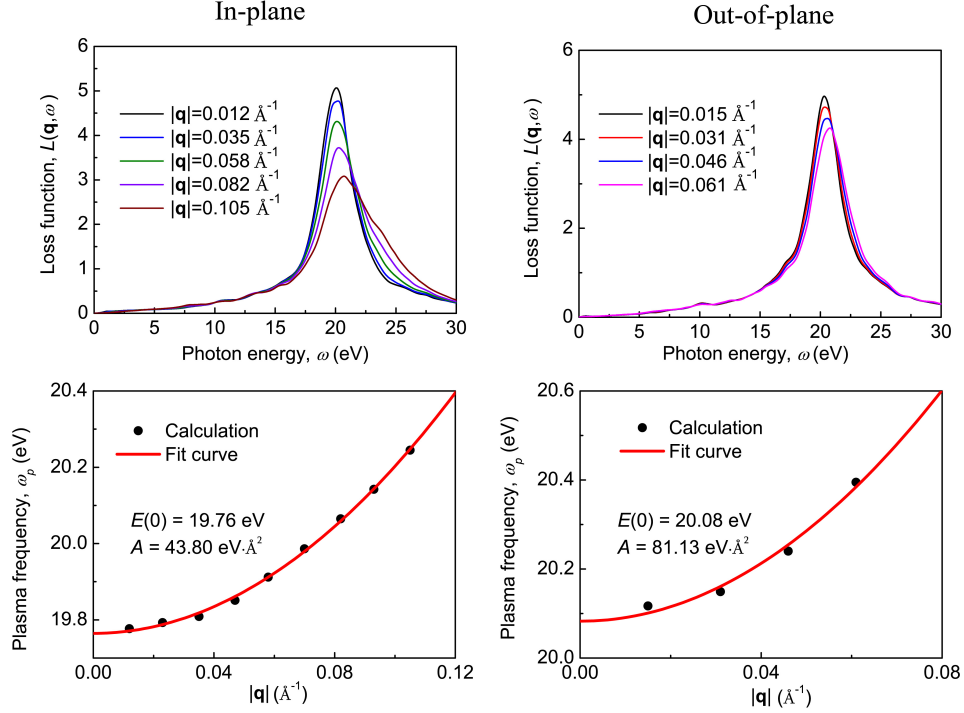 In-plane
Out-of-plane
6
5
4
3
2
1
0
Loss function, L(q,ω)
|q|=0.012 Å⁻¹
|q|=0.035 Å⁻¹
|q|=0.058 Å⁻¹
|q|=0.082 Å⁻¹
|q|=0.105 Å⁻¹
0 5 10 15 20 25 30
Photon energy, ω (eV)
6
4
2
0
Loss function, L(q,ω)
|q|=0.015 Å⁻¹
|q|=0.031 Å⁻¹
|q|=0.046 Å⁻¹
|q|=0.061 Å⁻¹
0 5 10 15 20 25 30
Photon energy, ω (eV)
20.4
20.2
20.0
19.8
Plasma frequency, ωp (eV)
Calculation
Fit curve
E(0) = 19.76 eV
A = 43.80 eV·Å²
0.00 0.04 0.08 0.12
|q| (Å⁻¹)
20.6
20.4
20.2
20.0
Plasma frequency, ωp (eV)
Calculation
Fit curve
E(0) = 20.08 eV
A = 81.13 eV·Å²
0.00 0.04 0.08
|q| (Å⁻¹)